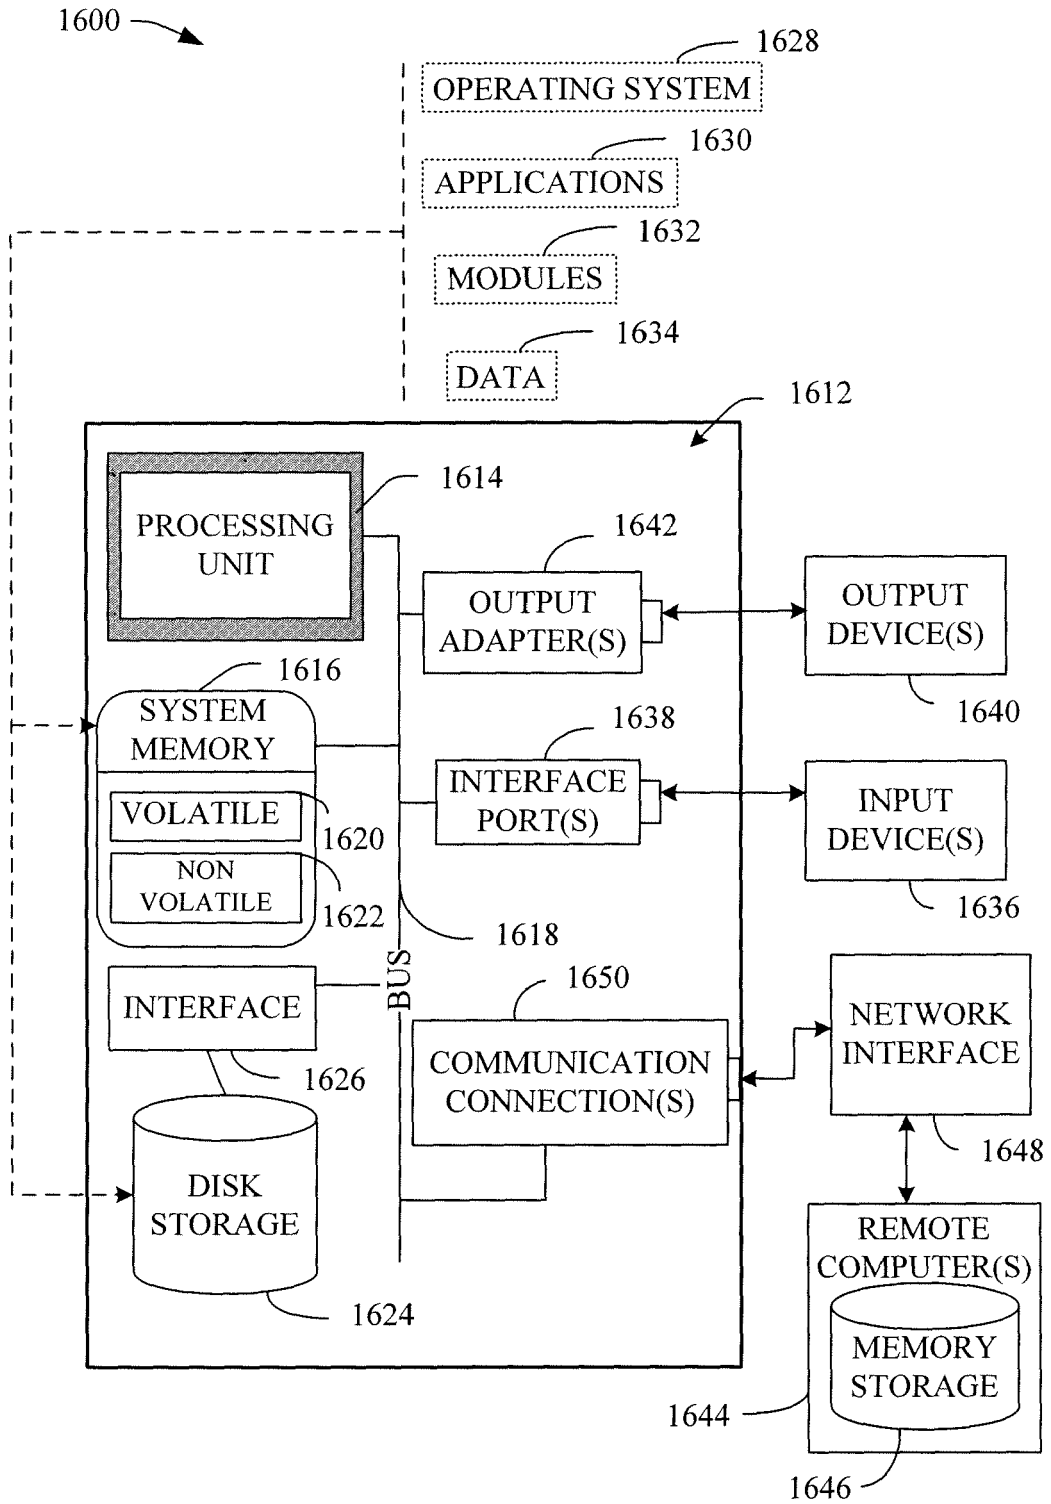 1600
1628
OPERATING SYSTEM
1630
APPLICATIONS
1632
MODULES
1634
DATA
1612
1614
PROCESSING
UNIT
1642
OUTPUT
ADAPTER(S)
OUTPUT
DEVICE(S)
1640
1616
SYSTEM
MEMORY
VOLATILE
1620
NON
VOLATILE
1622
1638
INTERFACE
PORT(S)
INPUT
DEVICE(S)
1636
1618
BUS
INTERFACE
1626
1650
COMMUNICATION
CONNECTION(S)
NETWORK
INTERFACE
1648
DISK
STORAGE
1624
REMOTE
COMPUTER(S)
MEMORY
STORAGE
1644
1646